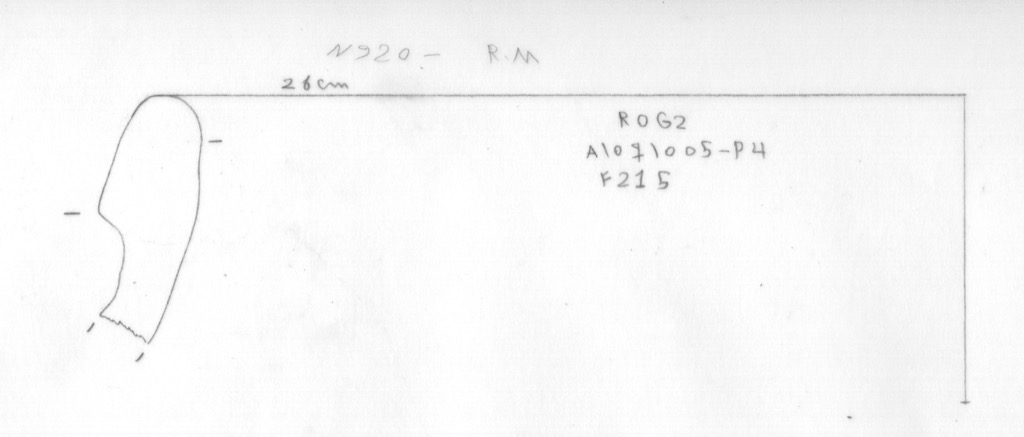 N920- R.M
26cm
ROG2
A1071005-P4
F215